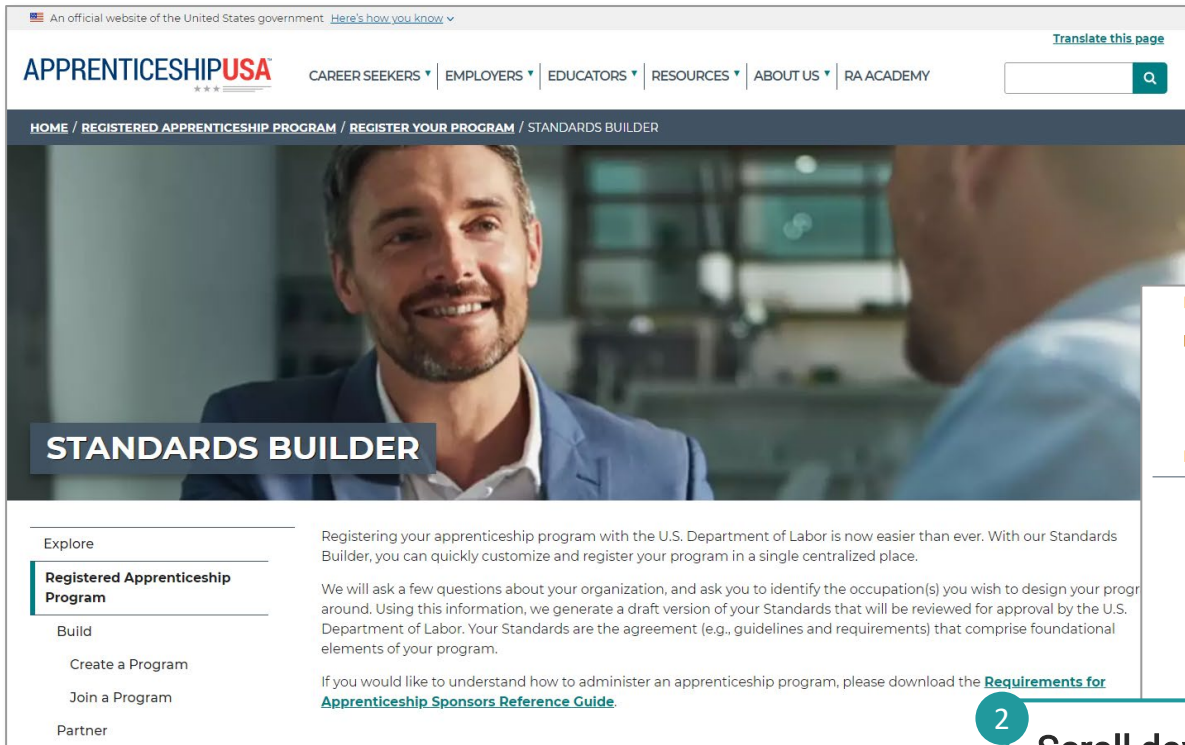 An official website of the United States government Here's how you know
Translate this page
APPRENTICESHIPUSA
CAREER SEEKERS EMPLOYERS EDUCATORS RESOURCES ABOUT US RA ACADEMY
HOME / REGISTERED APPRENTICESHIP PROGRAM / REGISTER YOUR PROGRAM / STANDARDS BUILDER
STANDARDS BUILDER
Explore
Registered Apprenticeship
Program
Build
Create a Program
Join a Program
Partner
Registering your apprenticeship program with the U.S. Department of Labor is now easier than ever. With our Standards
Builder, you can quickly customize and register your program in a single centralized place.
We will ask a few questions about your organization, and ask you to identify the occupation(s) you wish to design your progr
around. Using this information, we generate a draft version of your Standards that will be reviewed for approval by the U.S.
Department of Labor. Your Standards are the agreement (e.g., guidelines and requirements) that comprise foundational
elements of your program.
If you would like to understand how to administer an apprenticeship program, please download the Requirements for
Apprenticeship Sponsors Reference Guide.
2